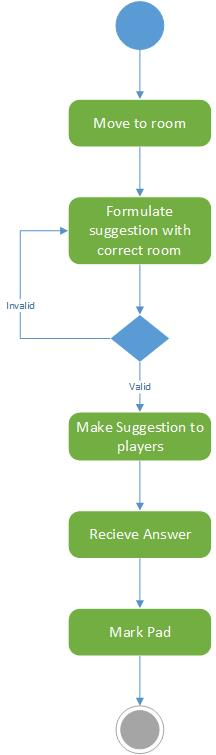 Move to room
Formulate
suggestion with
correct room
Invalid
Valid
Make Suggestion to
players
Recieve Answer
Mark Pad